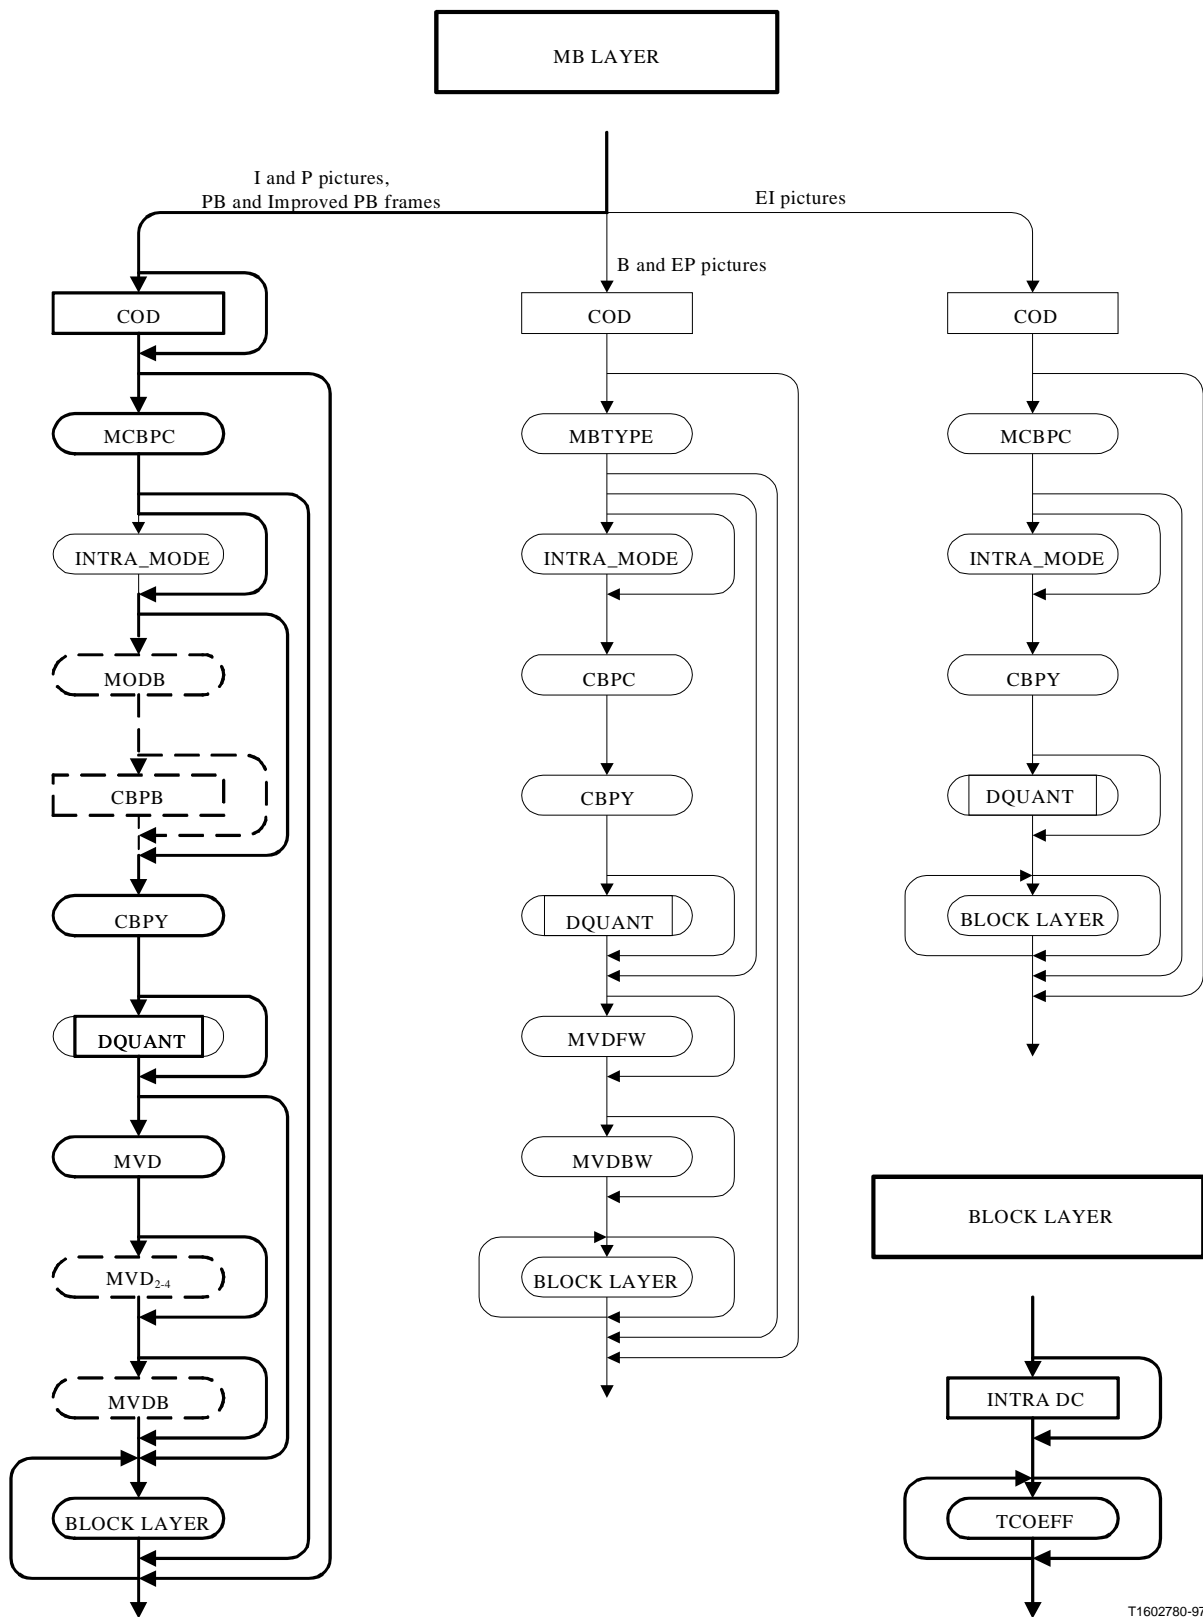 MB LAYER
I and P pictures,
PB and Improved PB frames
EI pictures
B and EP pictures
COD
MCBPC
INTRA_MODE
MODB
CBPB
CBPY
DQUANT
MVD
MVD2-4
MVDB
BLOCK LAYER
COD
MBTYPE
INTRA_MODE
CBPC
CBPY
DQUANT
MVDFW
MVDBW
BLOCK LAYER
COD
MCBPC
INTRA_MODE
CBPY
DQUANT
BLOCK LAYER
BLOCK LAYER
INTRA DC
TCOEFF
T1602780-97